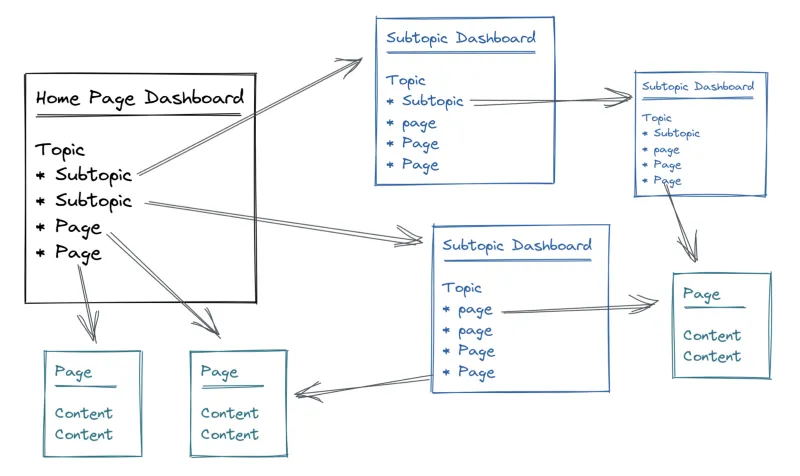 Home Page Dashboard
Topic
* Subtopic
* Subtopic
* Page
* Page
Subtopic Dashboard
Topic
* Subtopic
* page
* Page
* Page
Subtopic Dashboard
Topic
* Subtopic
* page
* Page
* Page
Subtopic Dashboard
Topic
* page
* page
* Page
* Page
Page
Content
Content
Page
Content
Content
Page
Content
Content